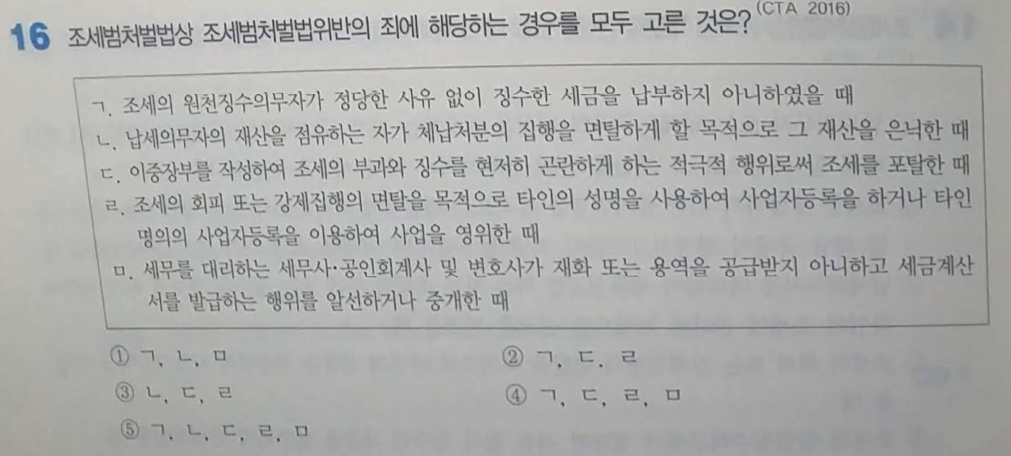 16 조세범처벌법상 조세범처벌법위반의 죄에 해당하는 경우를 모두 고른 것은? (CTA 2016)
ㄱ. 조세의 원천징수의무자가 정당한 사유 없이 징수한 세금을 납부하지 아니하였을 때
ㄴ. 납세의무자의 재산을 점유하는 자가 체납처분의 집행을 면탈하게 할 목적으로 그 재산을 은닉한 때
ㄷ. 이중장부를 작성하여 조세의 부과와 징수를 현저히 곤란하게 하는 적극적 행위로써 조세를 포탈한 때
ㄹ. 조세의 회피 또는 강제집행의 면탈을 목적으로 타인의 성명을 사용하여 사업자등록을 하거나 타인
명의의 사업자등록을 이용하여 사업을 영위한 때
ㅁ. 세무를 대리하는 세무사·공인회계사 및 변호사가 재화 또는 용역을 공급받지 아니하고 세금계산
서를 발급하는 행위를 알선하거나 중개한 때
① ㄱ, ㄴ, ㅁ ② ㄱ, ㄷ, ㄹ
③ ㄴ, ㄷ, ㄹ ④ ㄱ, ㄷ, ㄹ, ㅁ
⑤ ㄱ, ㄴ, ㄷ, ㄹ, ㅁ